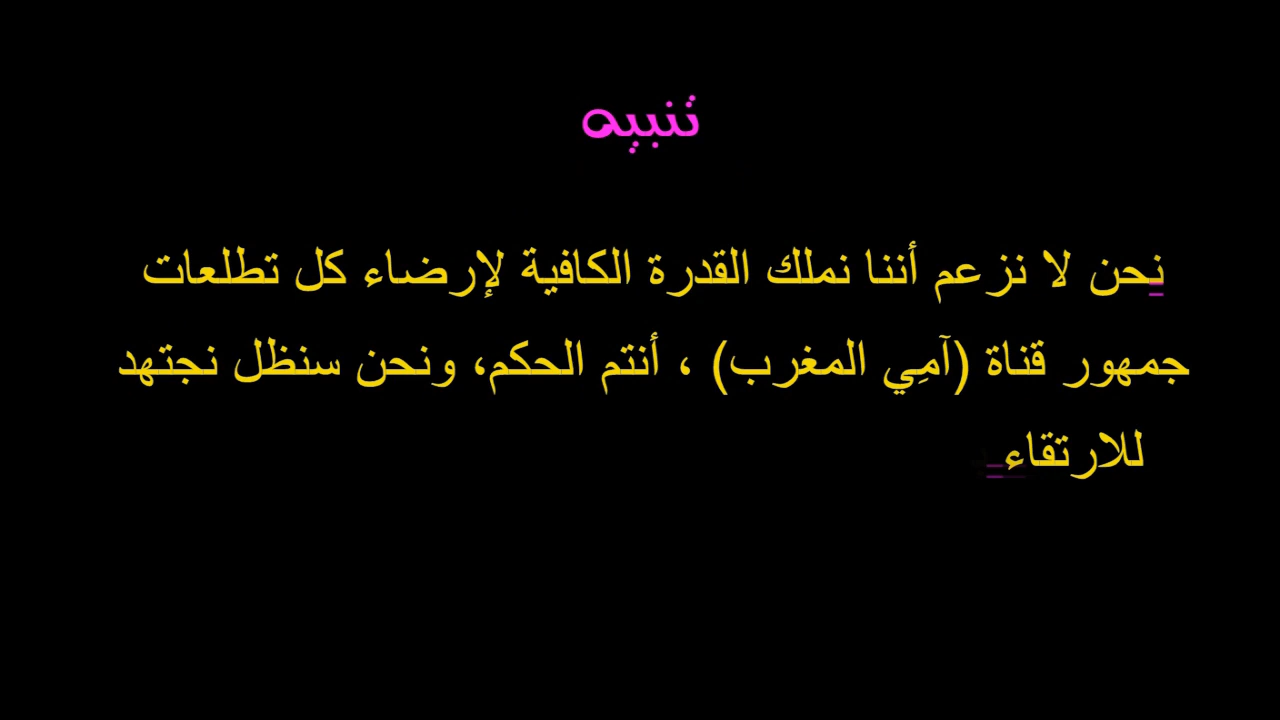 تنبيه
نحن لا نزعم أننا نملك القدرة الكافية لإرضاء كل تطلعات
جمهور قناة (آمِي المغرب) ، أنتم الحكم، ونحن سنظل نجتهد
للارتقاء